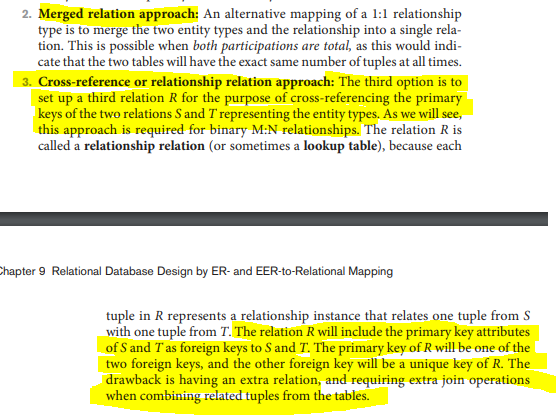 2. Merged relation approach: An alternative mapping of a 1:1 relationship
type is to merge the two entity types and the relationship into a single rela-
tion. This is possible when both participations are total, as this would indi-
cate that the two tables will have the exact same number of tuples at all times.
3. Cross-reference or relationship relation approach: The third option is to
set up a third relation R for the purpose of cross-referencing the primary
keys of the two relations S and T representing the entity types. As we will see,
this approach is required for binary M:N relationships. The relation R is
called a relationship relation (or sometimes a lookup table), because each
Chapter 9 Relational Database Design by ER- and EER-to-Relational Mapping
tuple in R represents a relationship instance that relates one tuple from S
with one tuple from T. The relation R will include the primary key attributes
of S and T as foreign keys to S and T. The primary key of R will be one of the
two foreign keys, and the other foreign key will be a unique key of R. The
drawback is having an extra relation, and requiring extra join operations
when combining related tuples from the tables.